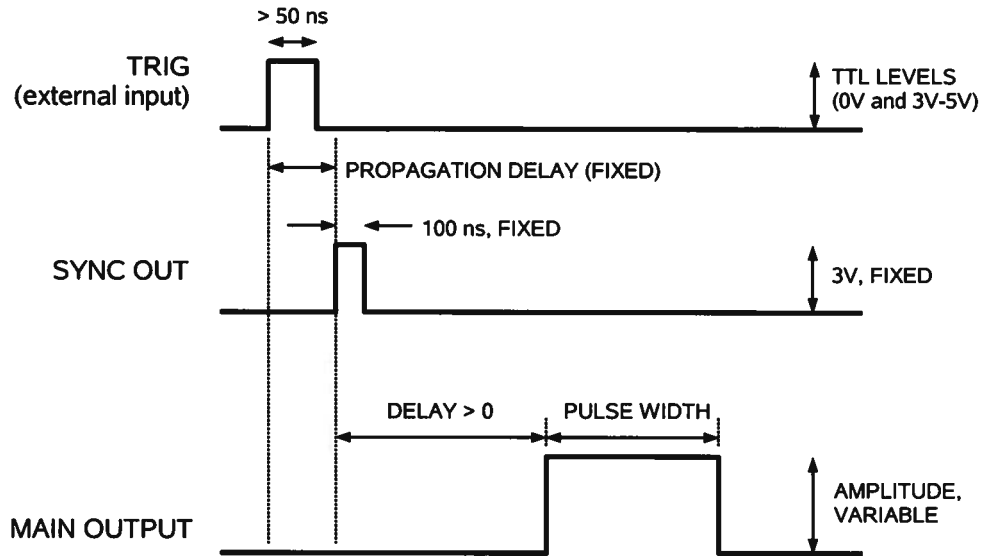 > 50 ns
TRIG
(external input)
TTL LEVELS
(0V and 3V-5V)
PROPAGATION DELAY (FIXED)
100 ns, FIXED
SYNC OUT
3V, FIXED
DELAY > 0
PULSE WIDTH
AMPLITUDE,
VARIABLE
MAIN OUTPUT